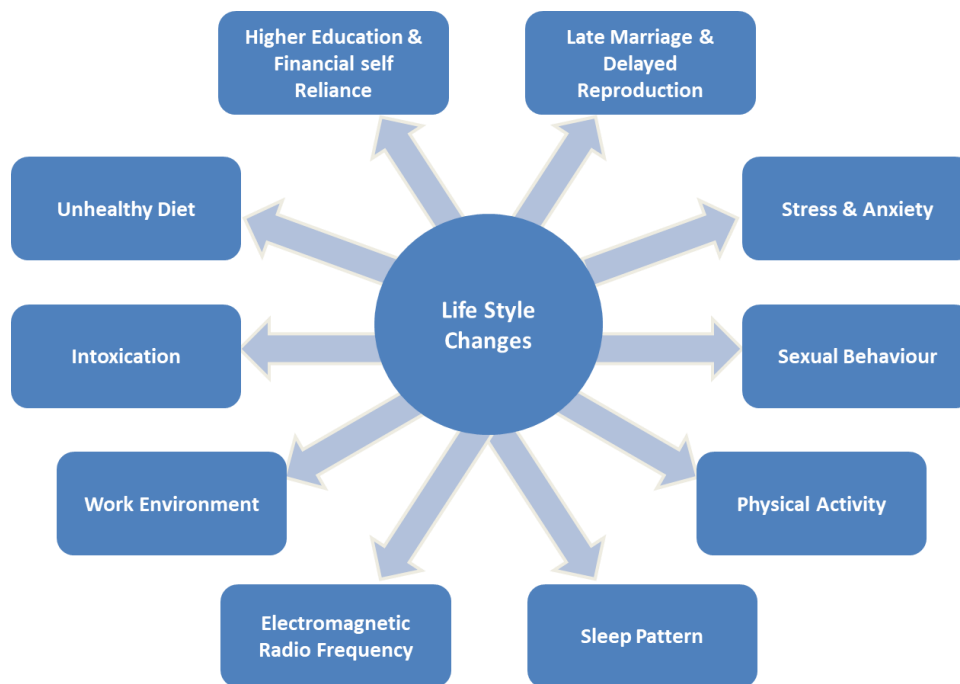 Higher Education &
Financial self
Reliance
Late Marriage &
Delayed
Reproduction
Unhealthy Diet
Stress & Anxiety
Life Style
Changes
Intoxication
Sexual Behaviour
Work Environment
Physical Activity
Electromagnetic
Radio Frequency
Sleep Pattern